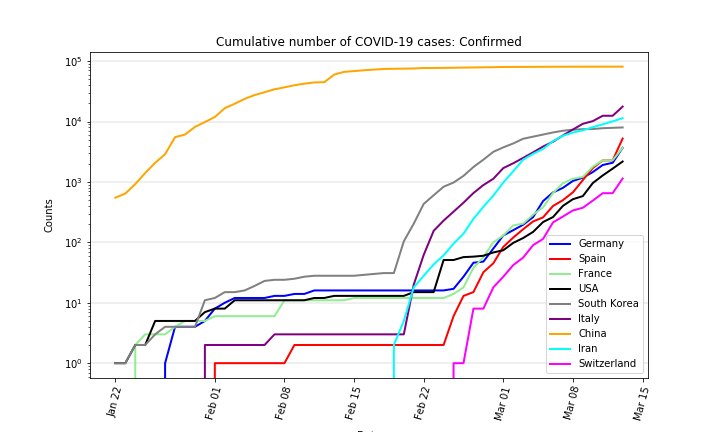 Cumulative number of COVID-19 cases: Confirmed
10⁵
10⁴
10³
10²
10¹
10⁰
Counts
Germany
Spain
France
USA
South Korea
Italy
China
Iran
Switzerland
Jan 22
Feb 01
Feb 08
Feb 15
Feb 22
Mar 01
Mar 08
Mar 15